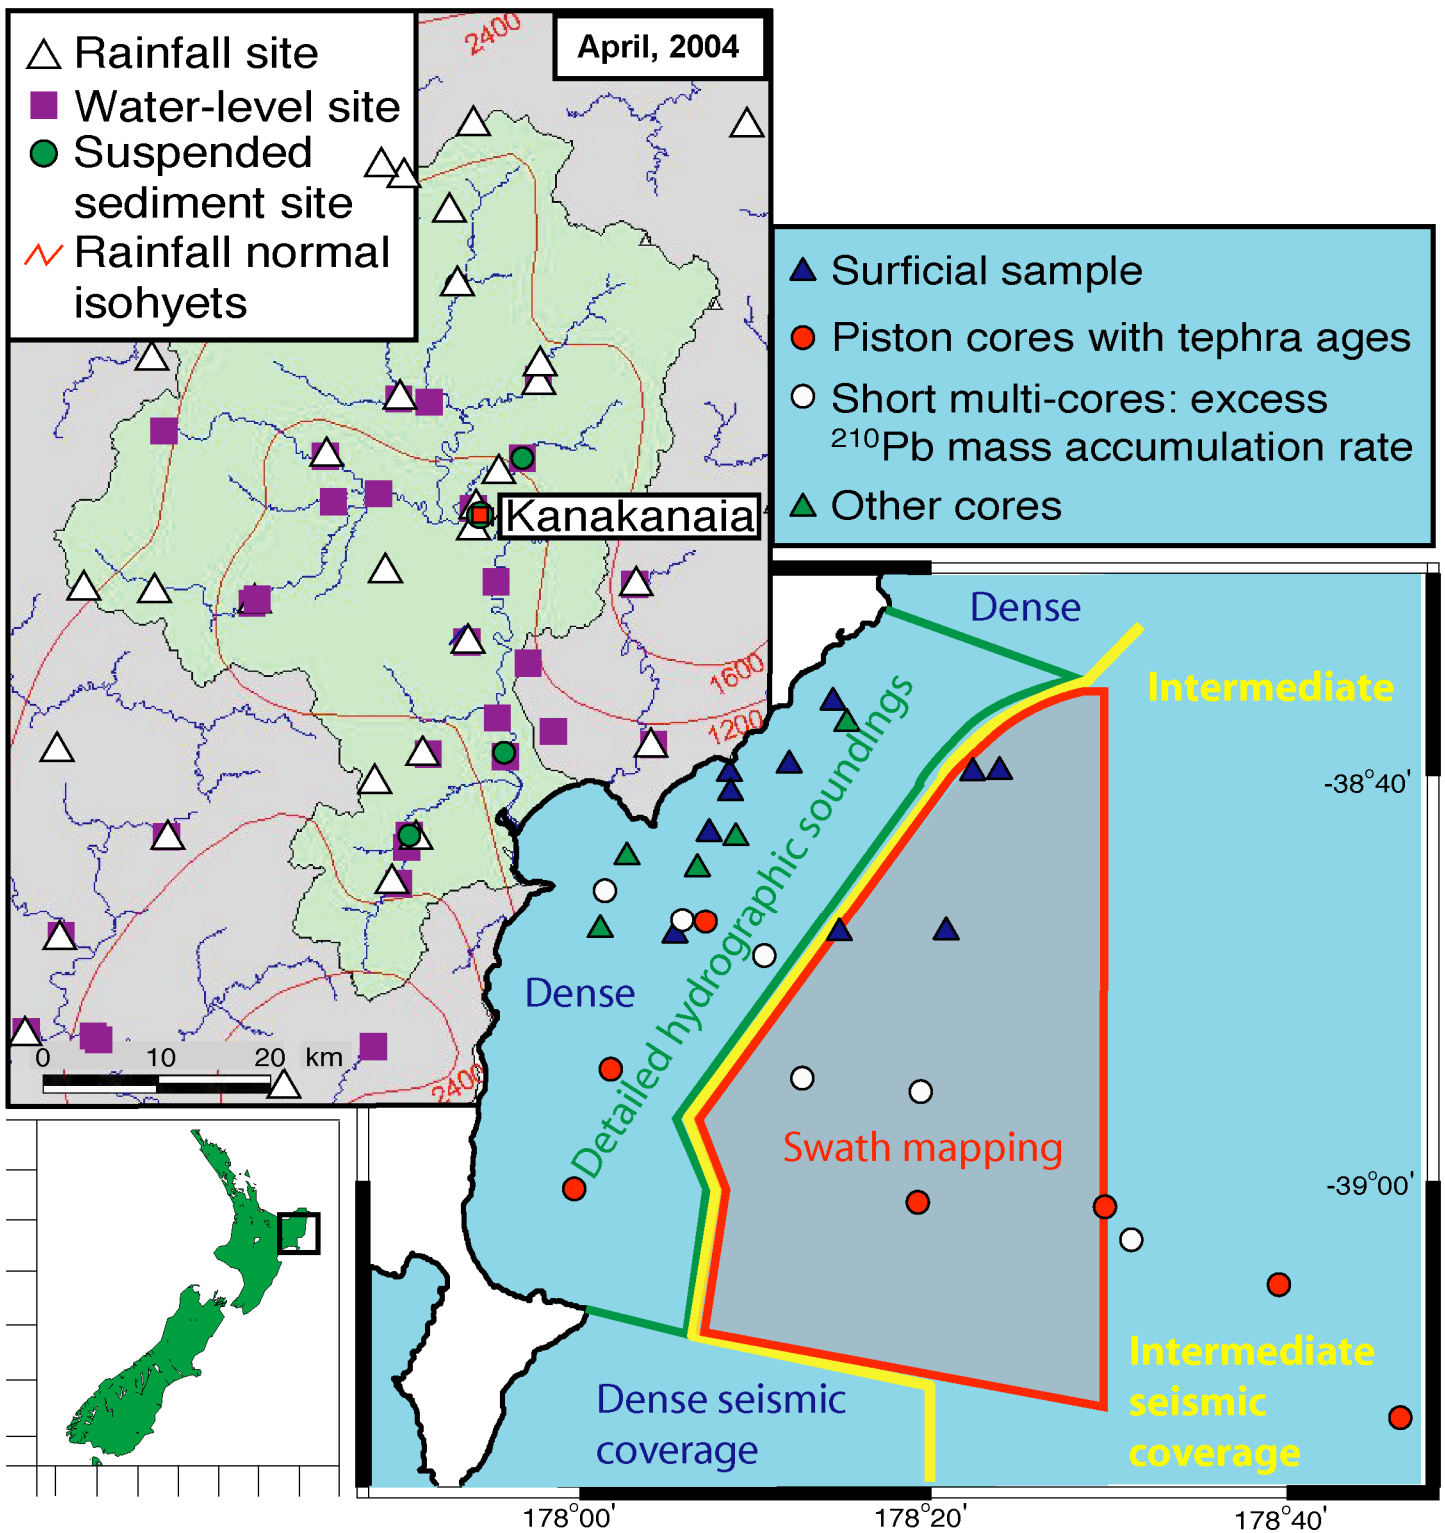 Rainfall site
Water-level site
Suspended
sediment site
Rainfall normal
isohyets
2400
April, 2004
Surficial sample
Piston cores with tephra ages
Short multi-cores: excess
²¹⁰Pb mass accumulation rate
Other cores
Kanakanaia
1600
1200
2400
0 10 20 km
Dense
Intermediate
Detailed hydrographic soundings
Dense
Swath mapping
Dense seismic
coverage
Intermediate
seismic
coverage
-38°40'
-39°00'
178°00' 178°20' 178°40'